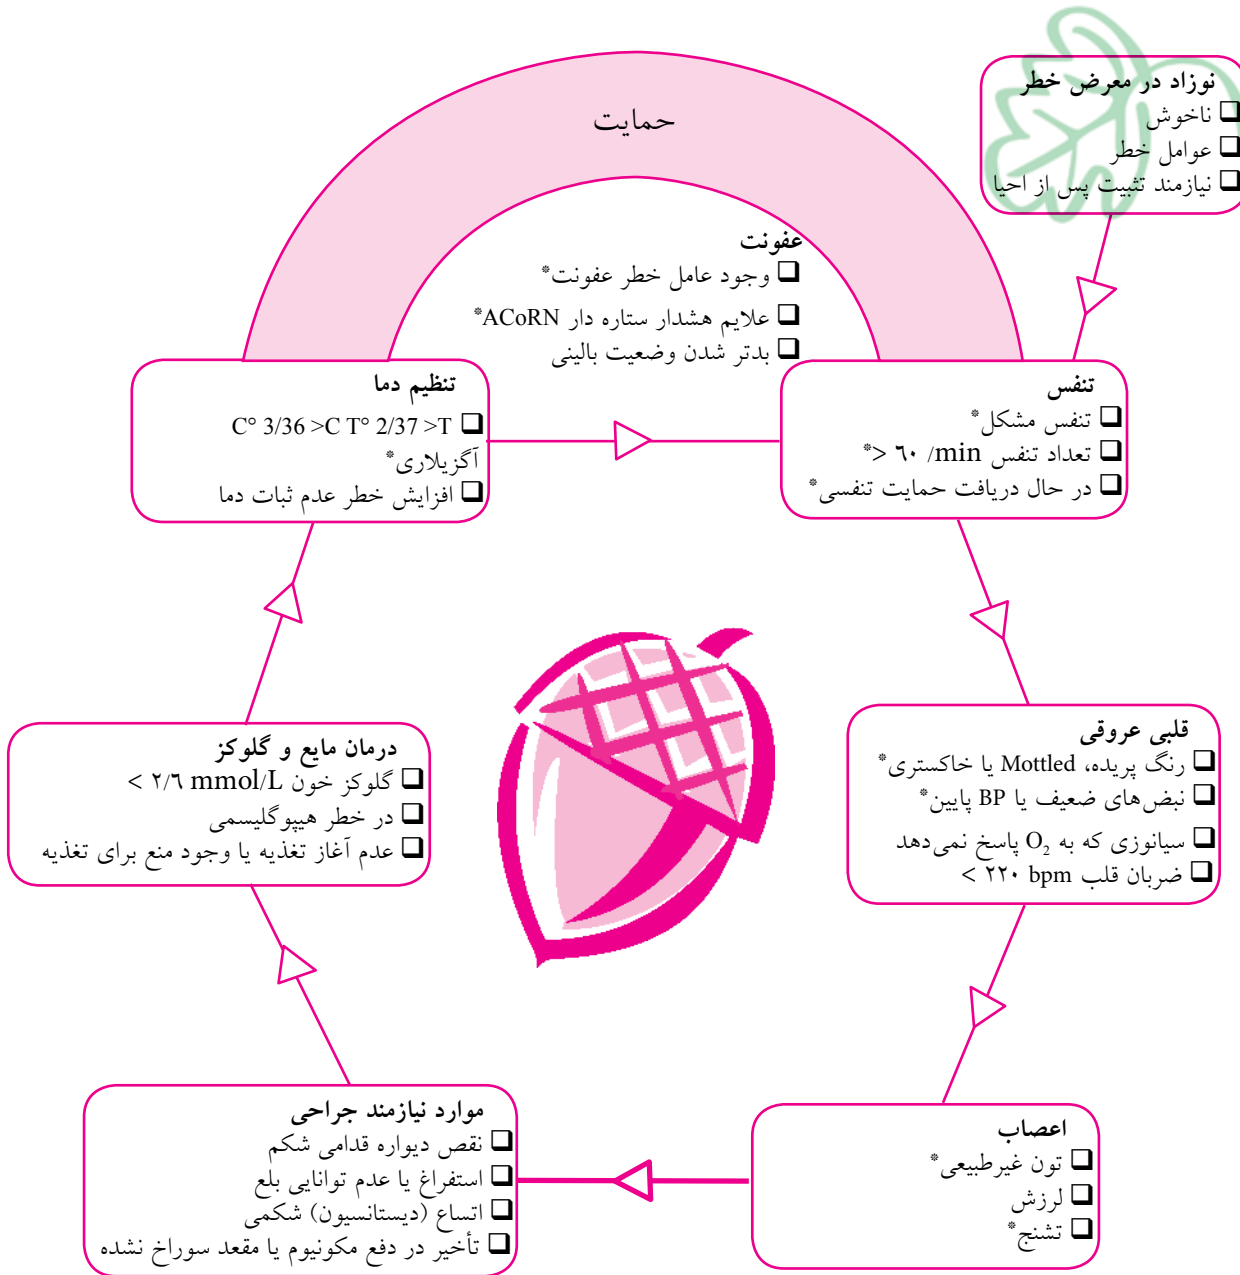 نوزاد در معرض خطر
❑ ناخوش
❑ عوامل خطر
❑ نیازمند تثبیت پس از احیا
حمایت
عفونت
❑ وجود عامل خطر عفونت*
❑ علایم هشدار ستاره دار ACoRN*
❑ بدتر شدن وضعیت بالینی
تنفس
❑ تنفس مشکل*
❑ تعداد تنفس ۶۰ /min <*
❑ در حال دریافت حمایت تنفسی*
قلبی عروقی
❑ رنگ پریده، Mottled یا خاکستری*
❑ نبض‌های ضعیف یا BP پایین*
❑ سیانوزی که به O₂ پاسخ نمی‌دهد
❑ ضربان قلب ۲۲۰ bpm <
اعصاب
❑ تون غیرطبیعی*
❑ لرزش
❑ تشنج*
موارد نیازمند جراحی
❑ نقص دیواره قدامی شکم
❑ استفراغ یا عدم توانایی بلع
❑ اتساع (دیستانسیون) شکمی
❑ تأخیر در دفع مکونیوم یا مقعد سوراخ نشده
درمان مایع و گلوکز
❑ گلوکز خون ۲/۶ mmol/L <
❑ در خطر هیپوگلیسمی
❑ عدم آغاز تغذیه یا وجود منع برای تغذیه
تنظیم دما
❑ C° 3/36 >C T° 2/37 >T
آگزیلاری*
❑ افزایش خطر عدم ثبات دما